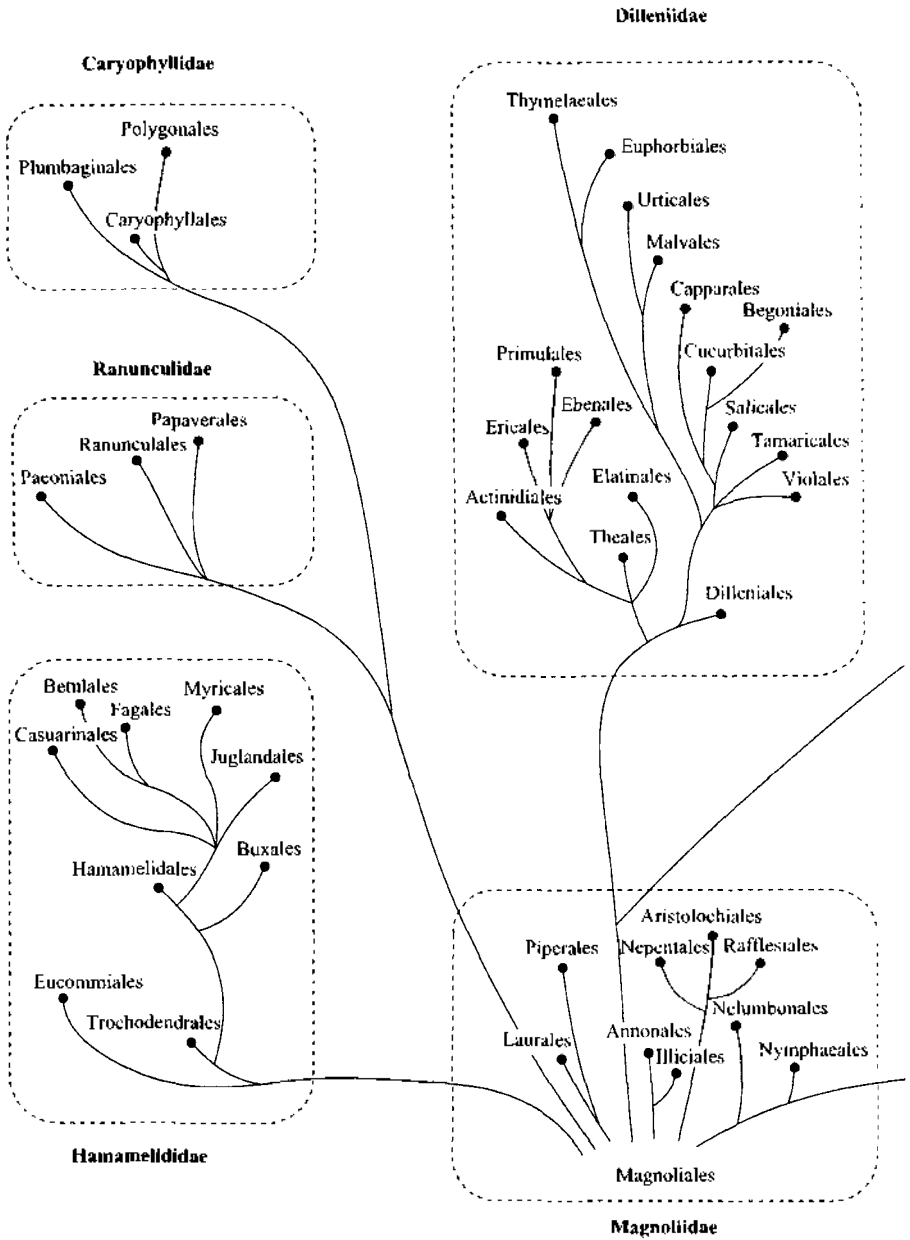 Dilleniidae
Caryophyllidae
Polygonales
Plumbaginales
Caryophyllales
Ranunculidae
Papaverales
Ranunculales
Paeoniales
Betulales
Myricales
Fagales
Casuarinales
Juglandales
Buxales
Hamamelidales
Eucommiales
Trochodendrales
Hamamelididae
Thymelaeales
Euphorbiales
Urticales
Malvales
Capparales
Begoniales
Cucurbitales
Primulales
Ebenales
Salicales
Ericales
Tamaricales
Elatinales
Violales
Actinidiales
Theales
Dilleniales
Aristolochiales
Piperales
Nepentales
Rafflesiales
Nelumbonales
Laurales
Annonales
Illiciales
Nymphaeales
Magnoliales
Magnoliidae